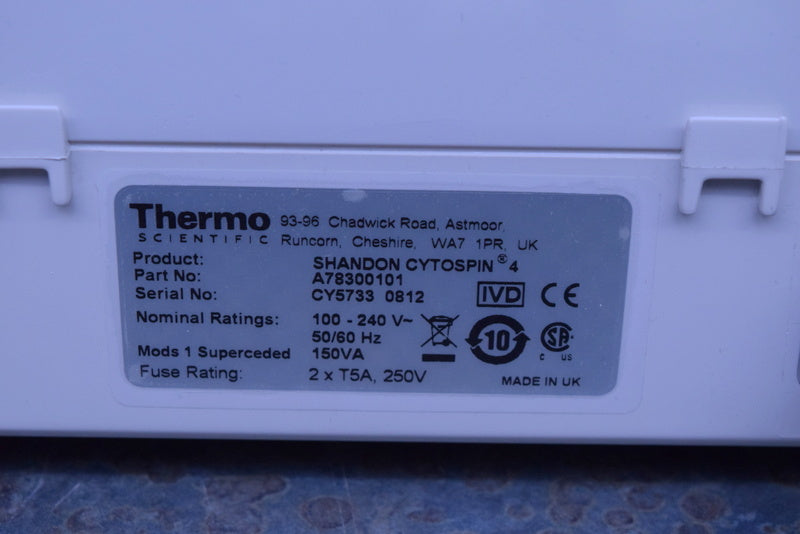 Thermo
SCIENTIFIC
93-96 Chadwick Road, Astmoor,
Runcorn, Cheshire, WA7 1PR, UK
Product: SHANDON CYTOSPIN ® 4
Part No: A78300101
Serial No: CY5733 0812
IVD CE
Nominal Ratings: 100 - 240 V~
50/60 Hz
10
SA
C US
Mods 1 Superceded 150VA
Fuse Rating: 2 x T5A, 250V
MADE IN UK